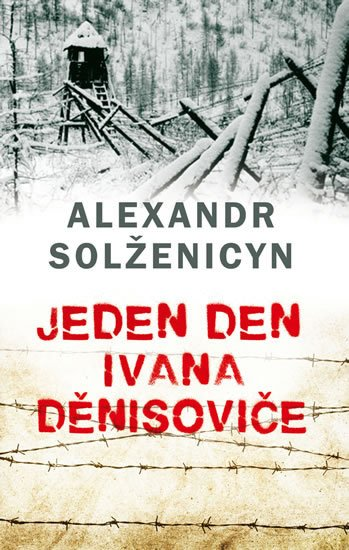 ALEXANDR
SOLŽENICYN
JEDEN DEN
IVANA
DĚNISOVIČE